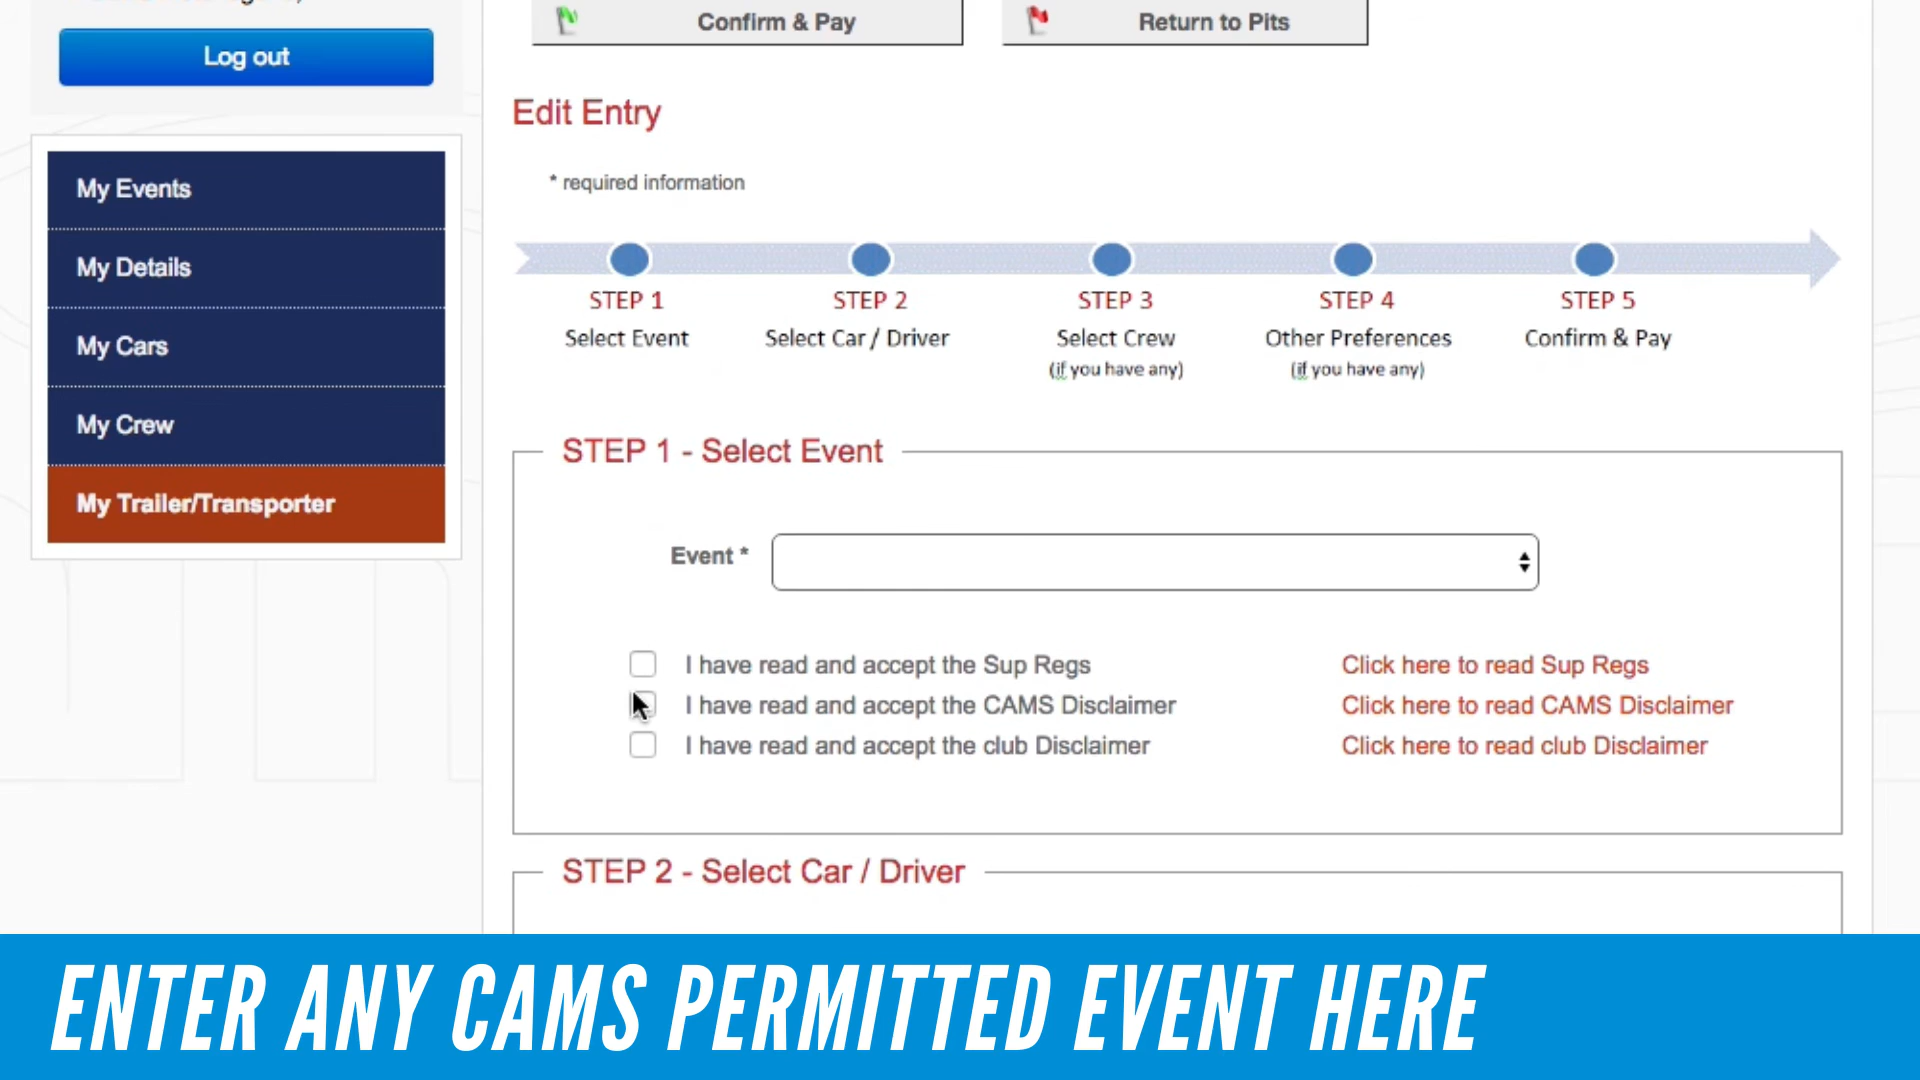 Confirm & Pay
Return to Pits
Log out
Edit Entry
* required information
My Events
My Details
My Cars
My Crew
My Trailer/Transporter
STEP 1
STEP 2
STEP 3
STEP 4
STEP 5
Select Event
Select Car / Driver
Select Crew
Other Preferences
Confirm & Pay
(if you have any)
(if you have any)
STEP 1 - Select Event
Event *
I have read and accept the Sup Regs
Click here to read Sup Regs
I have read and accept the CAMS Disclaimer
Click here to read CAMS Disclaimer
I have read and accept the club Disclaimer
Click here to read club Disclaimer
STEP 2 - Select Car / Driver
ENTER ANY CAMS PERMITTED EVENT HERE